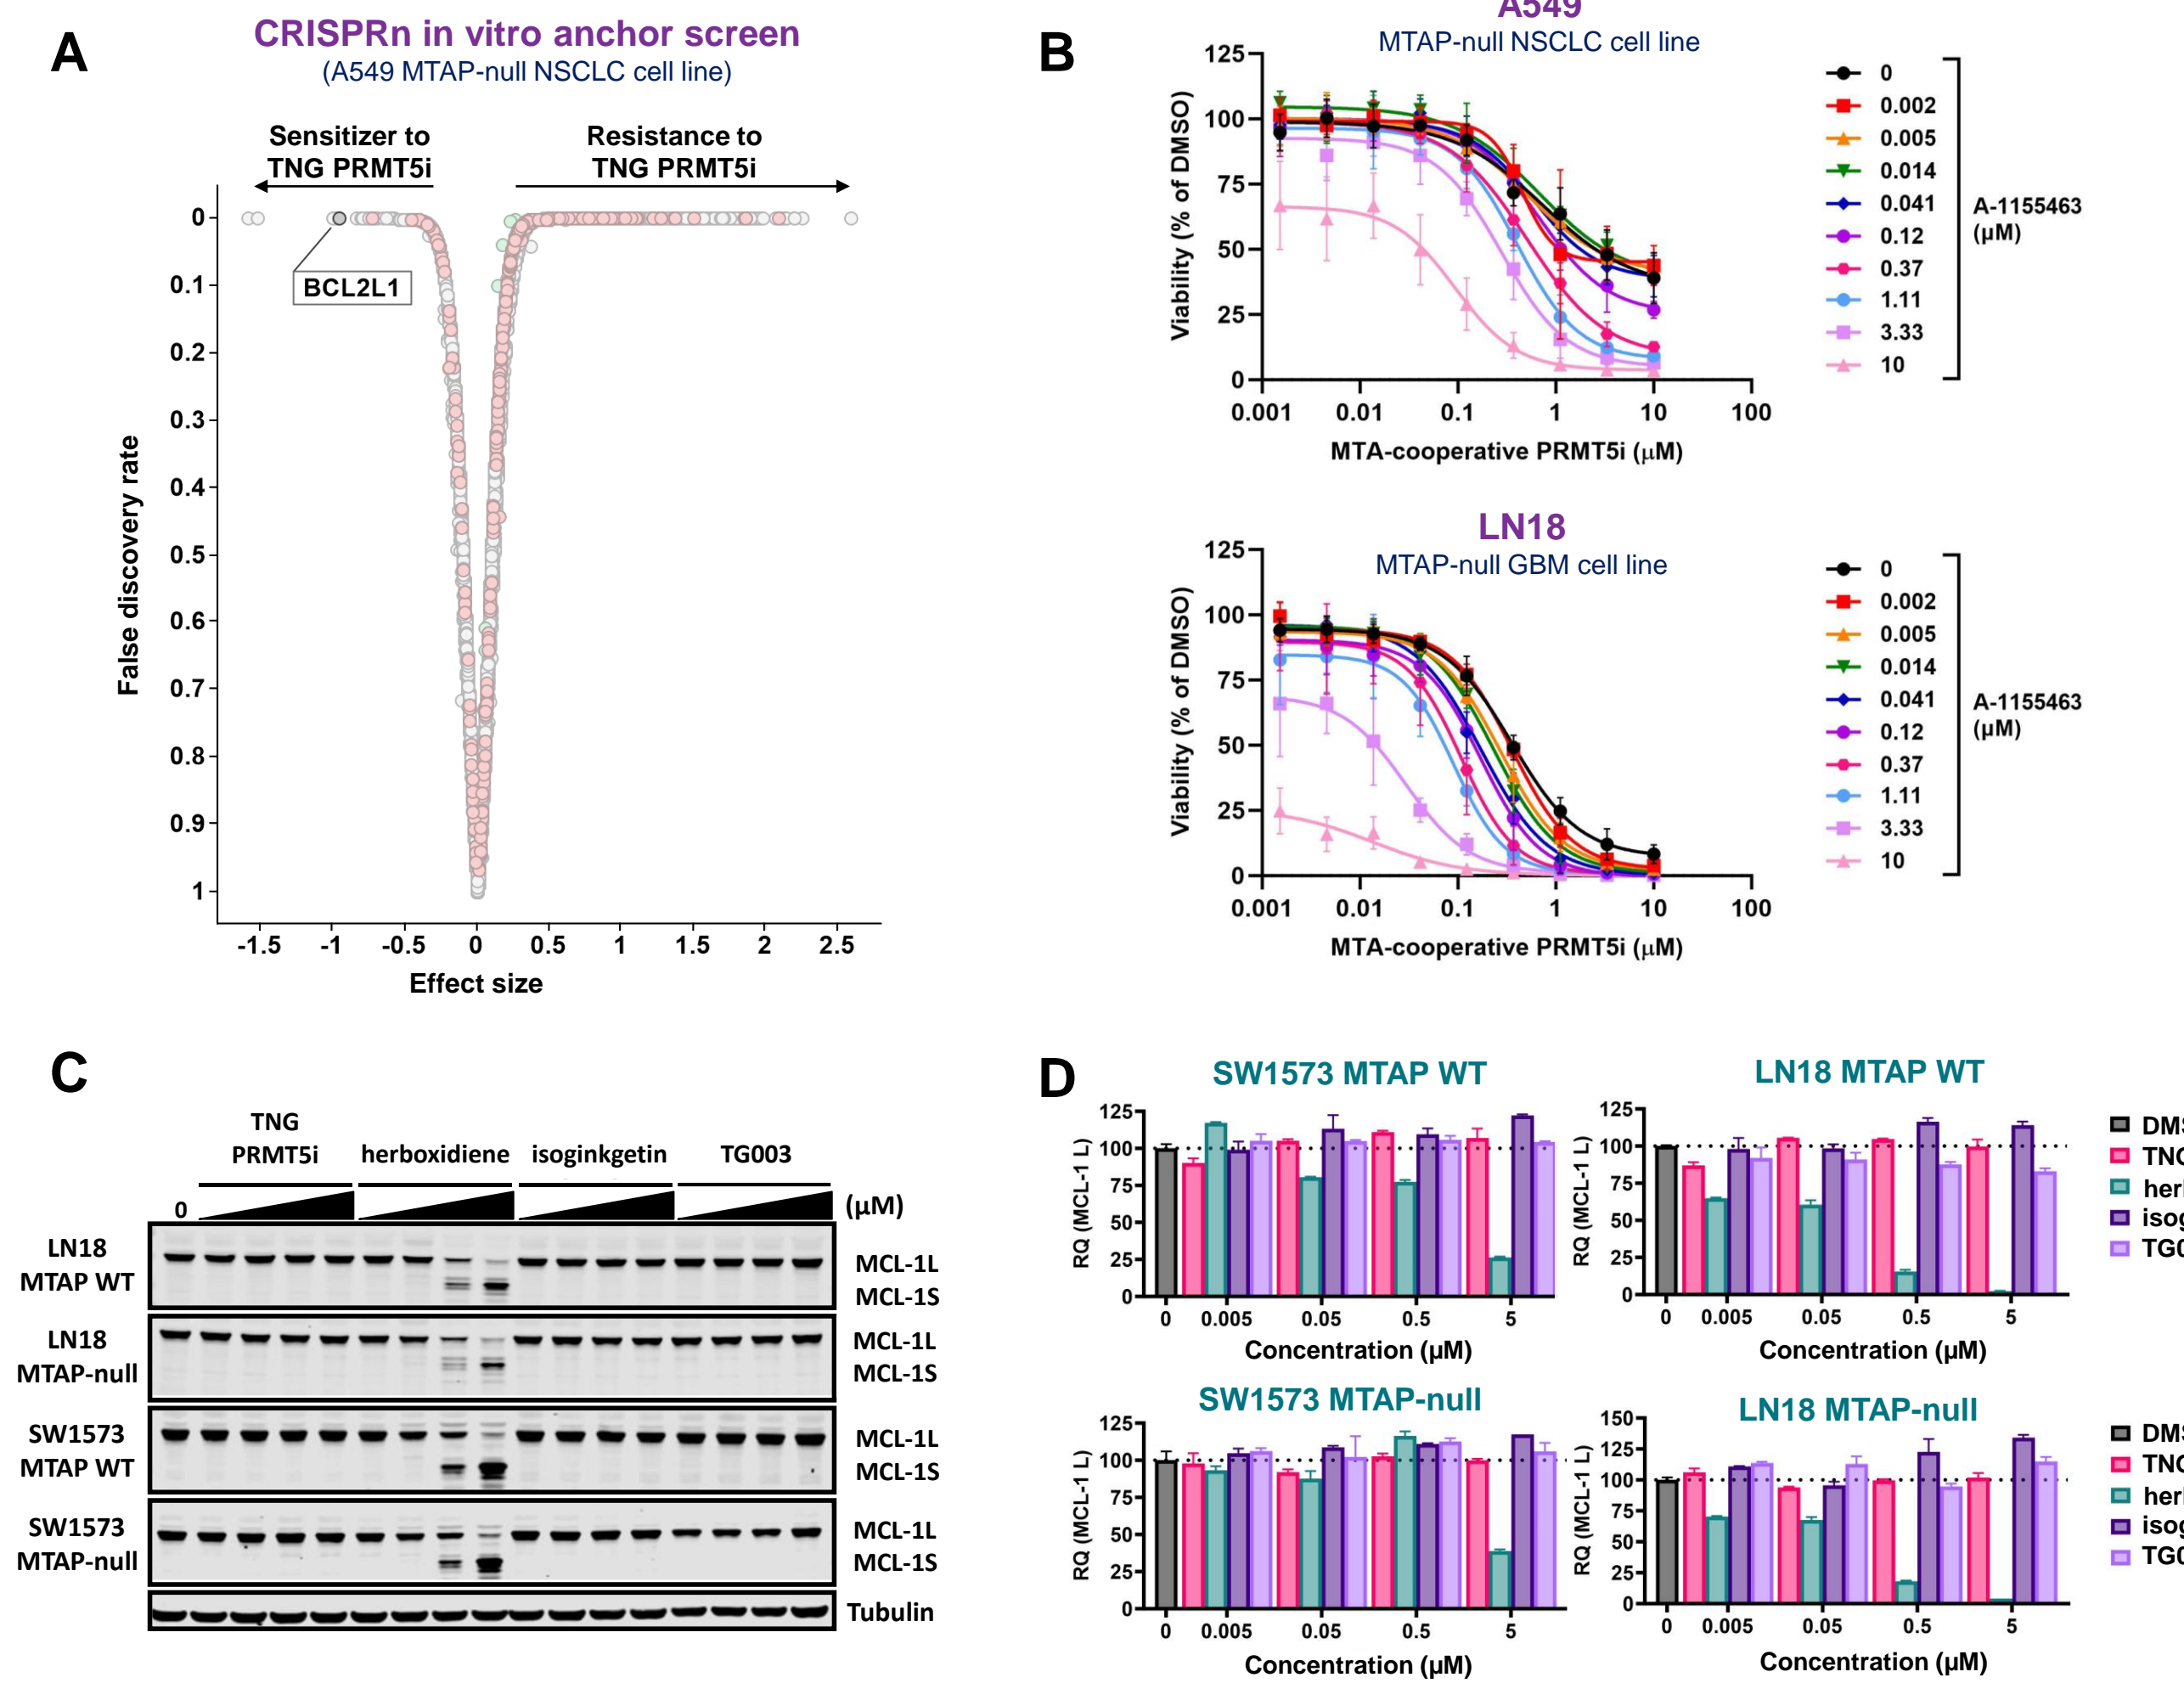 A
CRISPRn in vitro anchor screen
(A549 MTAP-null NSCLC cell line)
Sensitizer to
TNG PRMT5i
Resistance to
TNG PRMT5i
BCL2L1
False discovery rate
0
0.1
0.2
0.3
0.4
0.5
0.6
0.7
0.8
0.9
1
-1.5 -1 -0.5 0 0.5 1 1.5 2 2.5
Effect size
B
A549
MTAP-null NSCLC cell line
Viability (% of DMSO)
125
100
75
50
25
0
0.001 0.01 0.1 1 10 100
MTA-cooperative PRMT5i (µM)
0
0.002
0.005
0.014
0.041
0.12
0.37
1.11
3.33
10
A-1155463
(µM)
LN18
MTAP-null GBM cell line
Viability (% of DMSO)
125
100
75
50
25
0
0.001 0.01 0.1 1 10 100
MTA-cooperative PRMT5i (µM)
0
0.002
0.005
0.014
0.041
0.12
0.37
1.11
3.33
10
A-1155463
(µM)
C
TNG
PRMT5i herboxidiene isoginkgetin TG003
0 (µM)
LN18
MTAP WT
MCL-1L
MCL-1S
LN18
MTAP-null
MCL-1L
MCL-1S
SW1573
MTAP WT
MCL-1L
MCL-1S
SW1573
MTAP-null
MCL-1L
MCL-1S
Tubulin
D
SW1573 MTAP WT
RQ (MCL-1 L)
125
100
75
50
25
0
0 0.005 0.05 0.5 5
Concentration (µM)
LN18 MTAP WT
RQ (MCL-1 L)
125
100
75
50
25
0
0 0.005 0.05 0.5 5
Concentration (µM)
SW1573 MTAP-null
RQ (MCL-1 L)
125
100
75
50
25
0
0 0.005 0.05 0.5 5
Concentration (µM)
LN18 MTAP-null
RQ (MCL-1 L)
150
125
100
75
50
25
0
0 0.005 0.05 0.5 5
Concentration (µM)